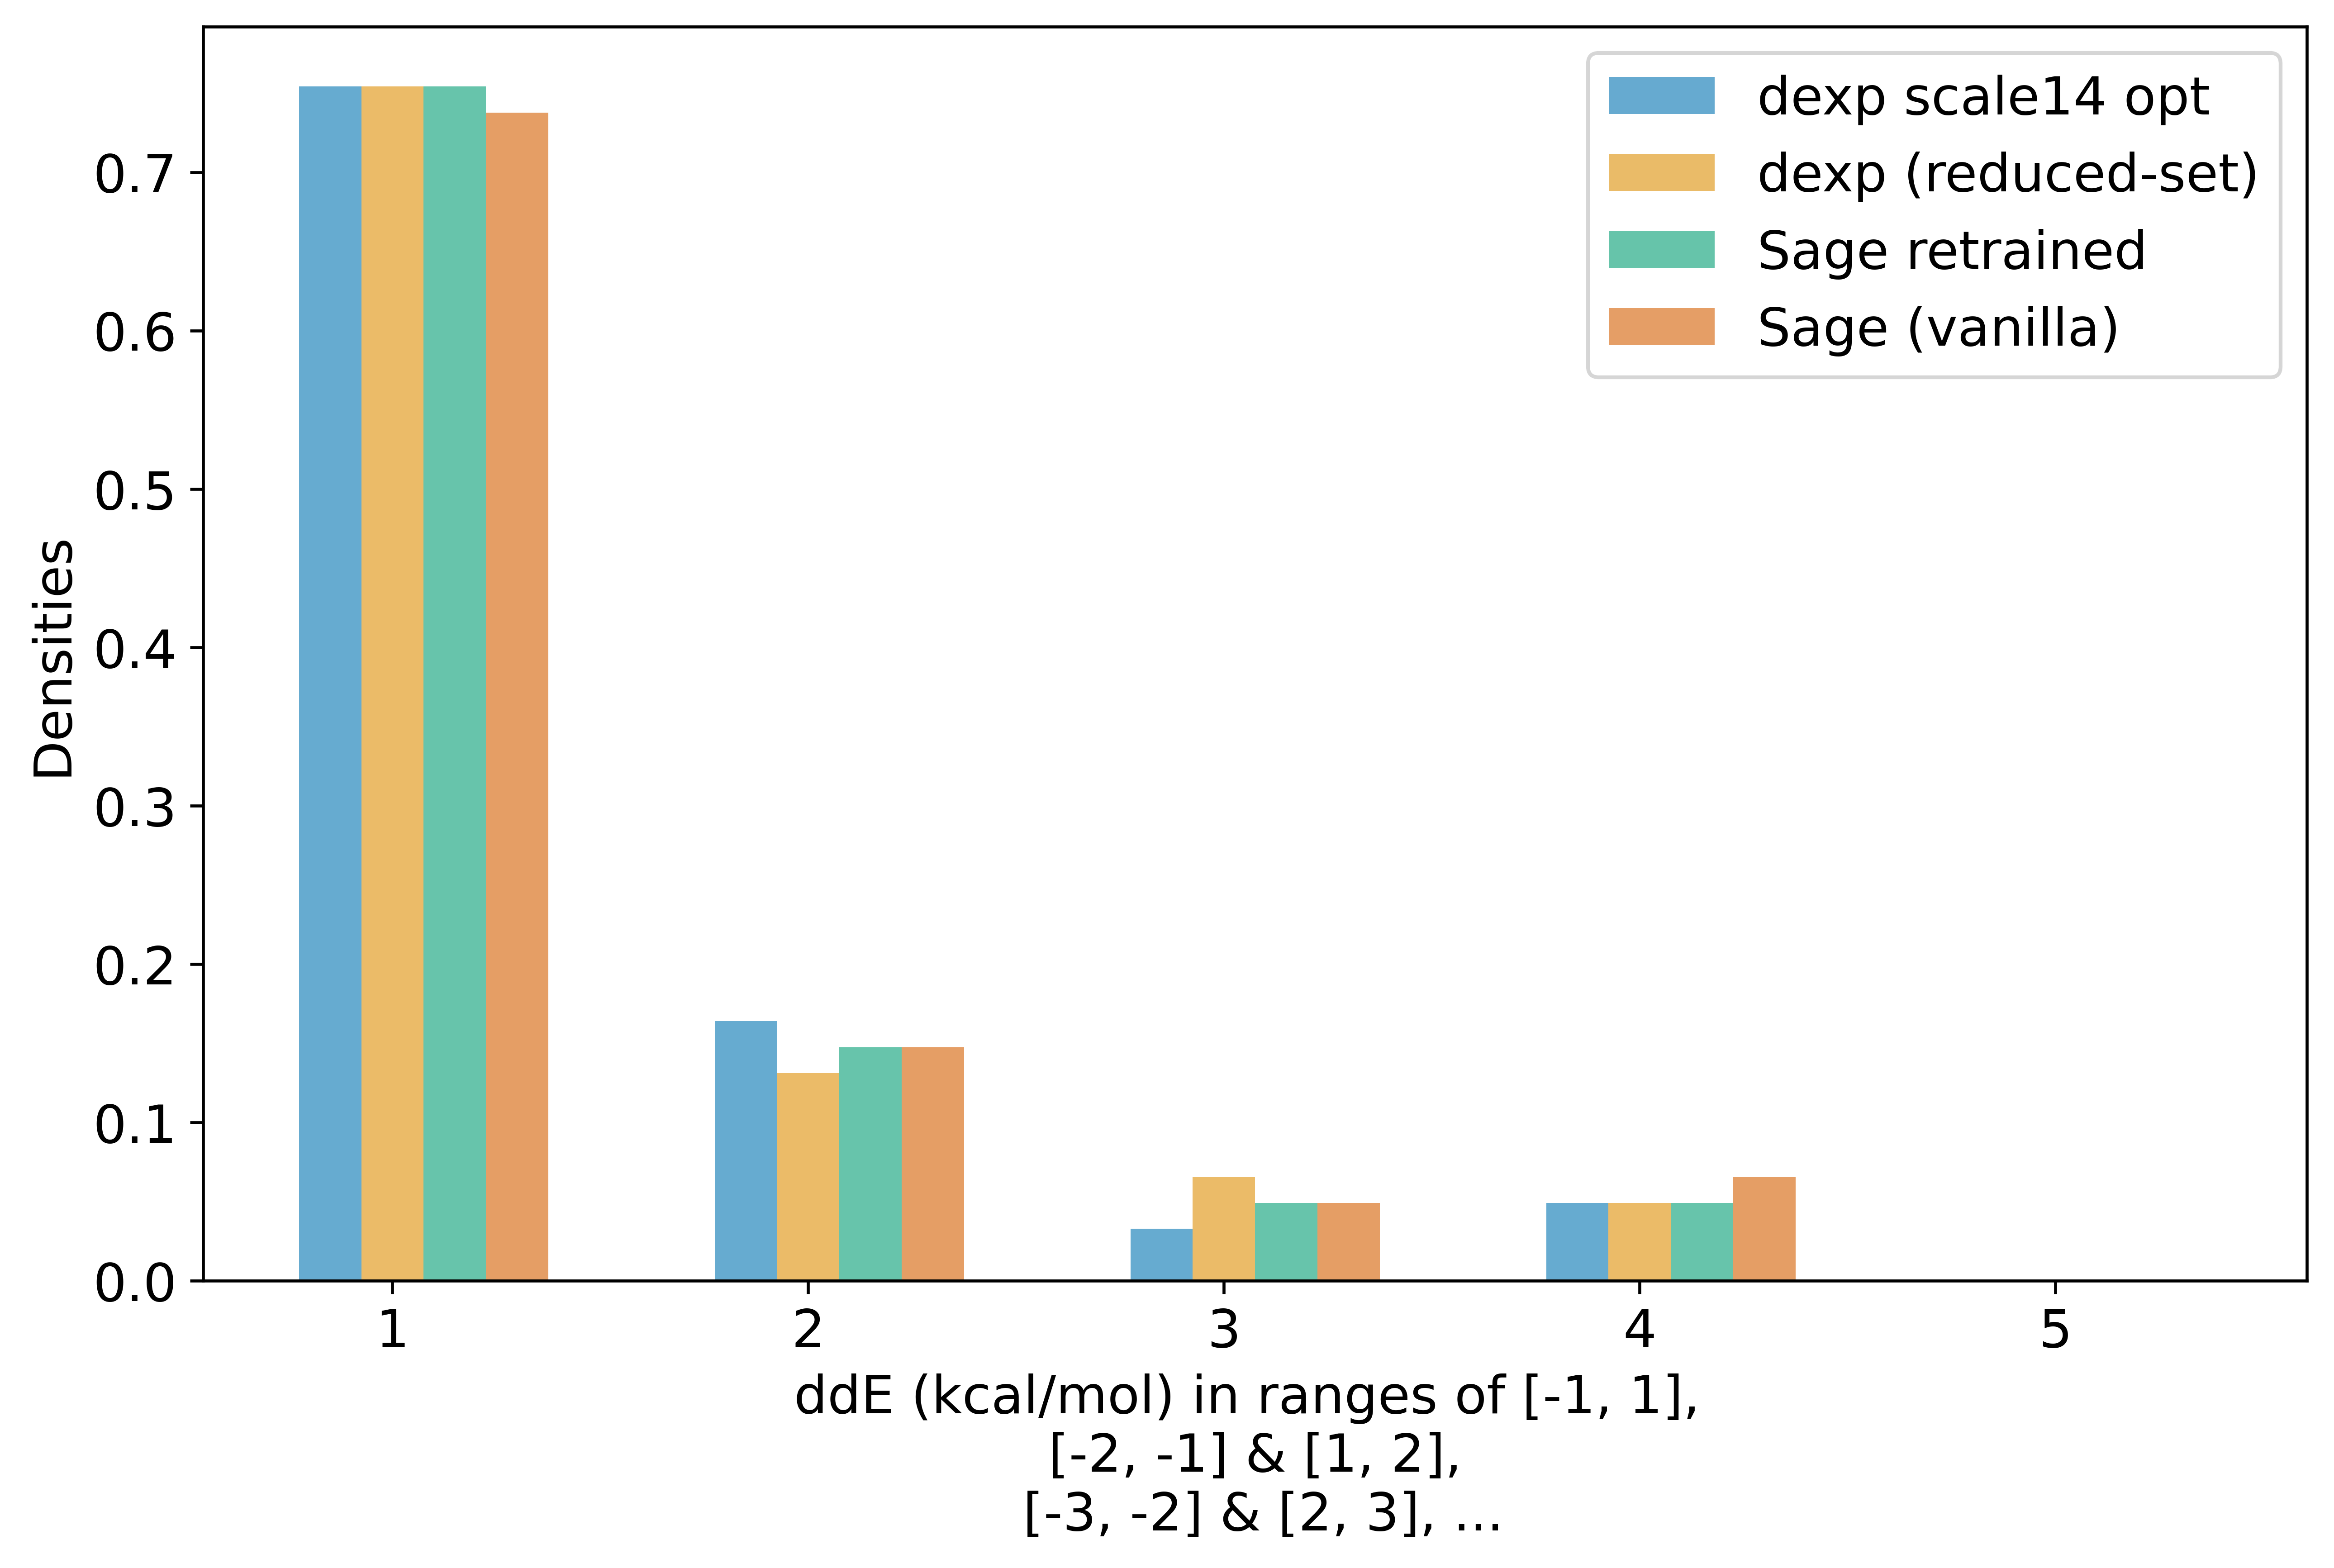 dexp scale14 opt
dexp (reduced-set)
Sage retrained
Sage (vanilla)
Densities
0.7
0.6
0.5
0.4
0.3
0.2
0.1
0.0
1 2 3 4 5
ddE (kcal/mol) in ranges of [-1, 1],
[-2, -1] & [1, 2],
[-3, -2] & [2, 3], ...